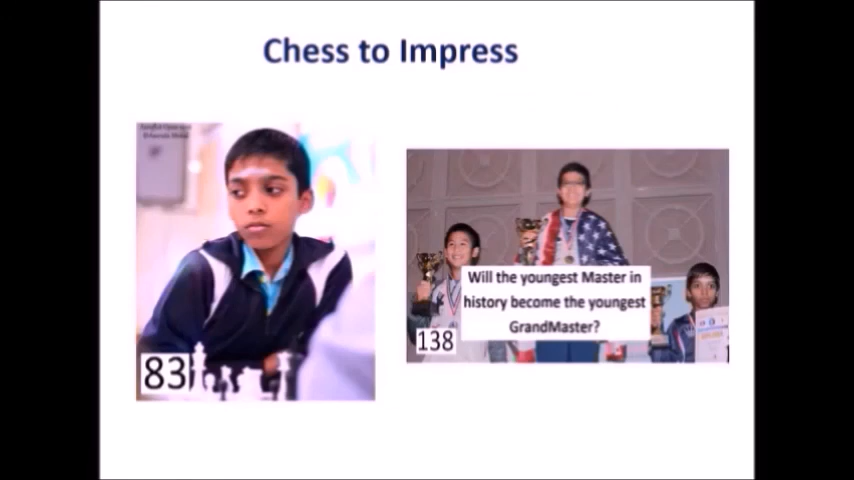 Chess to Impress
83
Will the youngest Master in
history become the youngest
GrandMaster?
138